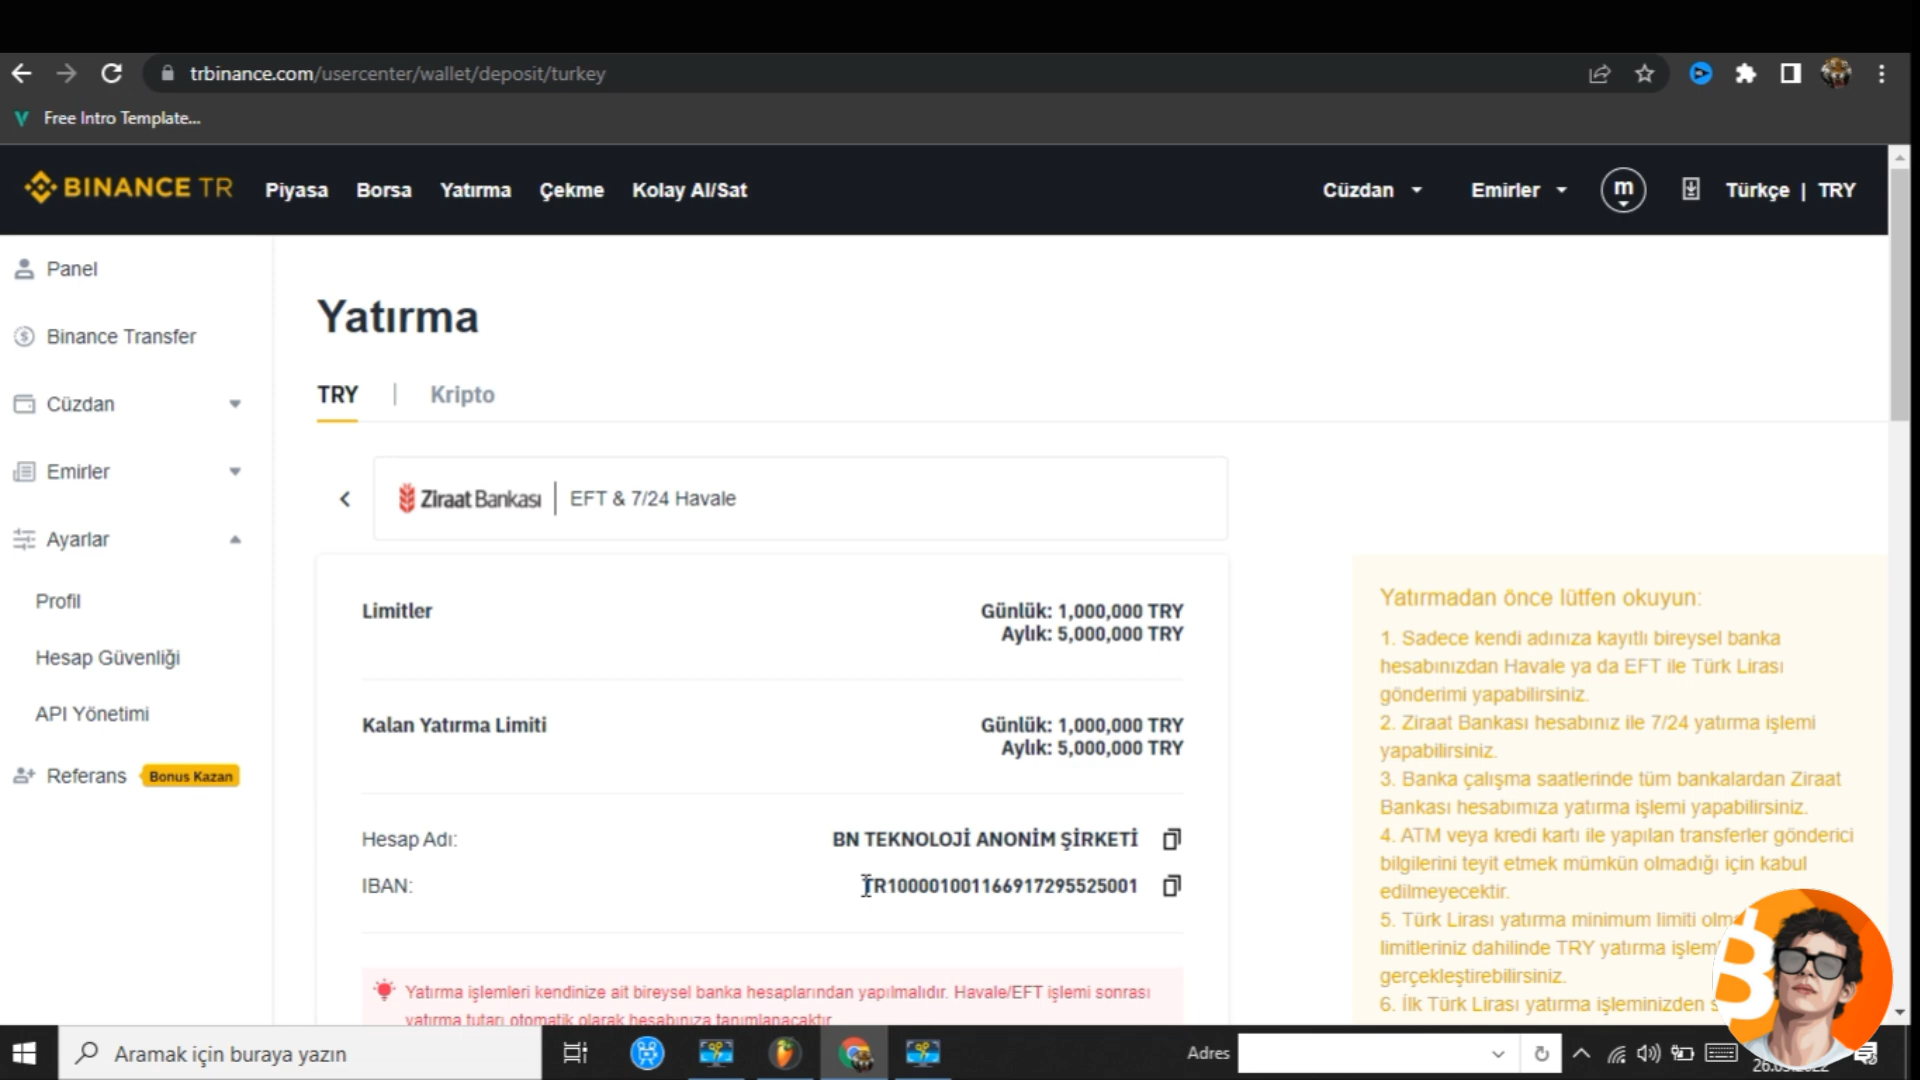 trbinance.com/usercenter/wallet/deposit/turkey
Free Intro Template...
BINANCE TR
Piyasa
Borsa
Yatırma
Çekme
Kolay Al/Sat
Cüzdan
Emirler
m
Türkçe | TRY
Panel
Binance Transfer
Cüzdan
Emirler
Ayarlar
Profil
Hesap Güvenliği
API Yönetimi
Referans Bonus Kazan
Yatırma
TRY | Kripto
Ziraat Bankası | EFT & 7/24 Havale
Limitler
Günlük: 1,000,000 TRY
Aylık: 5,000,000 TRY
Kalan Yatırma Limiti
Günlük: 1,000,000 TRY
Aylık: 5,000,000 TRY
Hesap Adı: BN TEKNOLOJİ ANONİM ŞİRKETİ
IBAN: TR100001001166917295525001
Yatırma işlemleri kendinize ait bireysel banka hesaplarından yapılmalıdır. Havale/EFT işlemi sonrası
yatırma tutarı otomatik olarak hesabınıza tanımlanacaktır
Yatırmadan önce lütfen okuyun:
1. Sadece kendi adınıza kayıtlı bireysel banka
hesabınızdan Havale ya da EFT ile Türk Lirası
gönderimi yapabilirsiniz.
2. Ziraat Bankası hesabınız ile 7/24 yatırma işlemi
yapabilirsiniz.
3. Banka çalışma saatlerinde tüm bankalardan Ziraat
Bankası hesabımıza yatırma işlemi yapabilirsiniz.
4. ATM veya kredi kartı ile yapılan transferler gönderici
bilgilerini teyit etmek mümkün olmadığı için kabul
edilmeyecektir.
5. Türk Lirası yatırma minimum limiti
limitleriniz dahilinde TRY yatırma
gerçekleştirebilirsiniz.
6. İlk Türk Lirası yatırma işleminizden
Aramak için buraya yazın
Adres